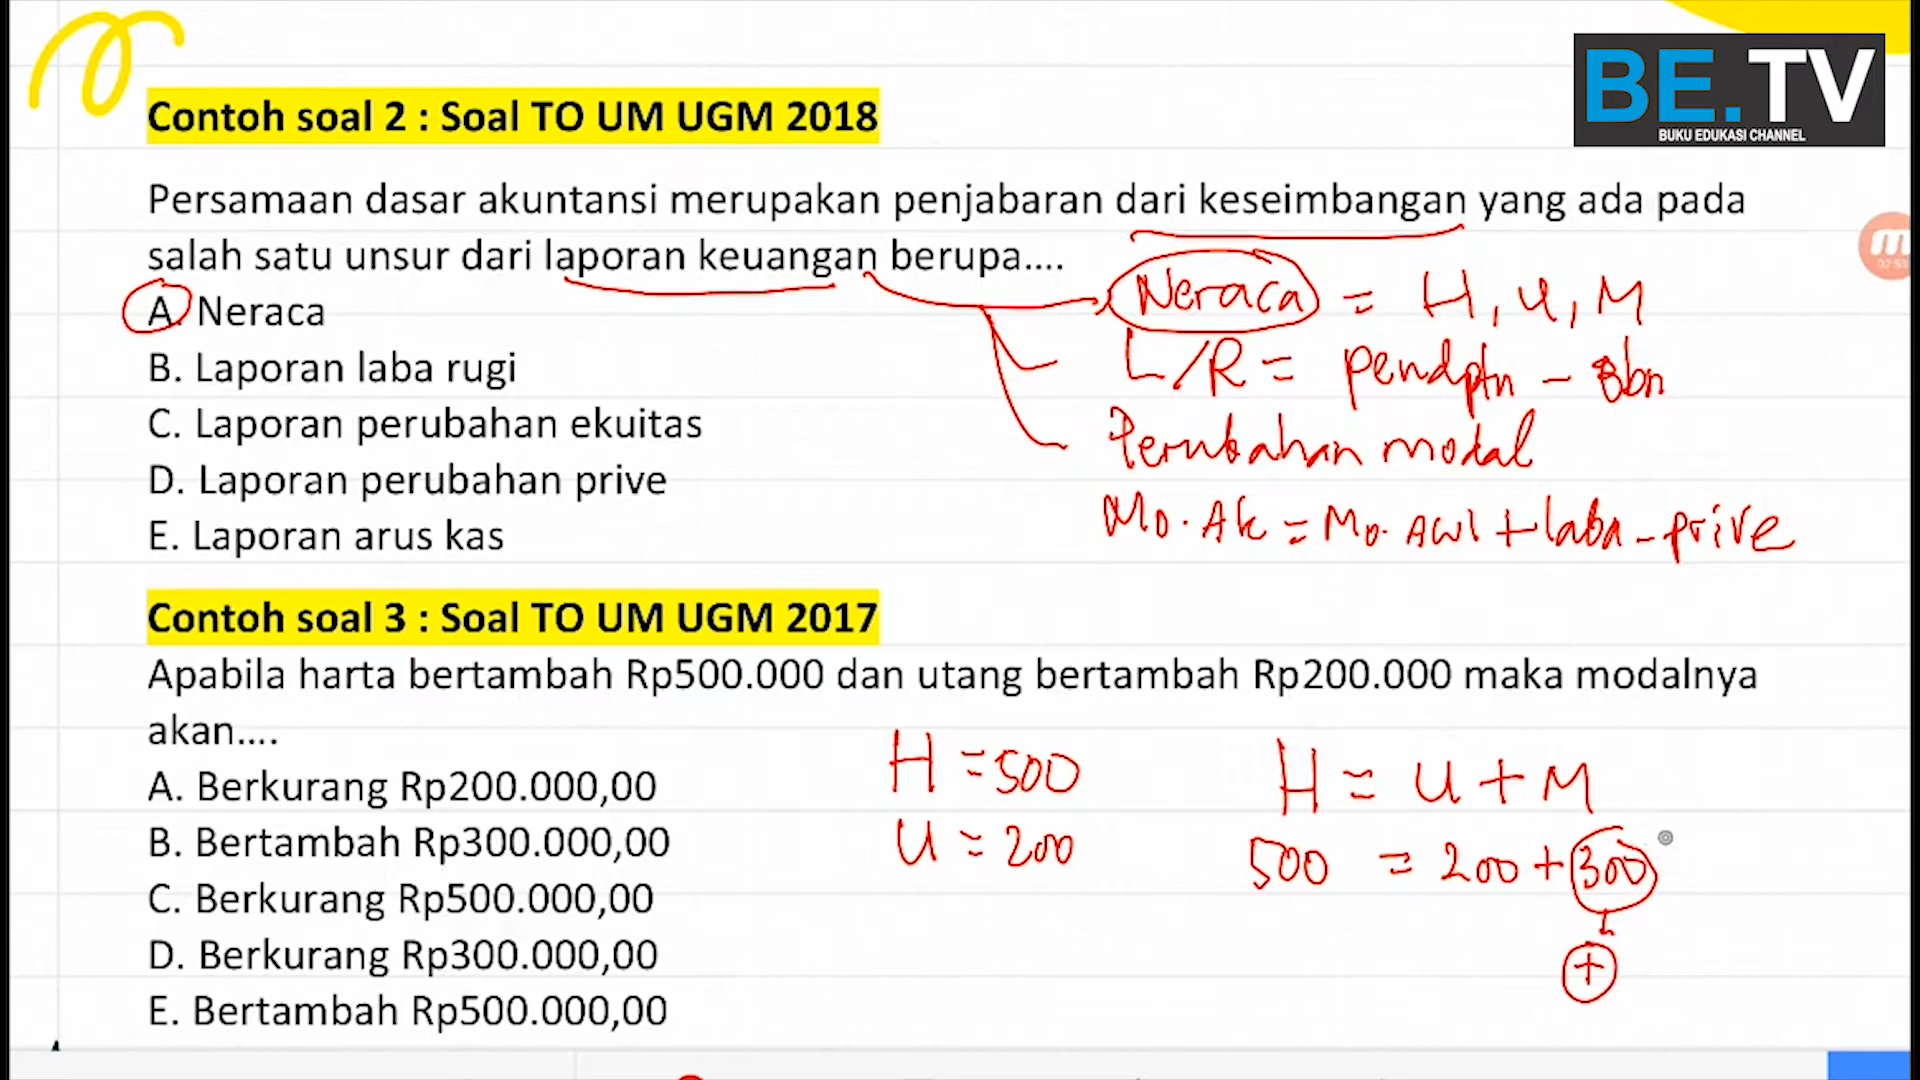 BE.TV
BUKU EDUKASI CHANNEL
Contoh soal 2 : Soal TO UM UGM 2018
Persamaan dasar akuntansi merupakan penjabaran dari keseimbangan yang ada pada
salah satu unsur dari laporan keuangan berupa....
A. Neraca
B. Laporan laba rugi
C. Laporan perubahan ekuitas
D. Laporan perubahan prive
E. Laporan arus kas
Neraca = H, U, M
L/R = pendptn - bbn
Perubahan modal
Mo. Ak = Mo. Awl + laba - prive
Contoh soal 3 : Soal TO UM UGM 2017
Apabila harta bertambah Rp500.000 dan utang bertambah Rp200.000 maka modalnya
akan....
A. Berkurang Rp200.000,00
B. Bertambah Rp300.000,00
C. Berkurang Rp500.000,00
D. Berkurang Rp300.000,00
E. Bertambah Rp500.000,00
H = 500
U = 200
H = U + M
500 = 200 + 300
+